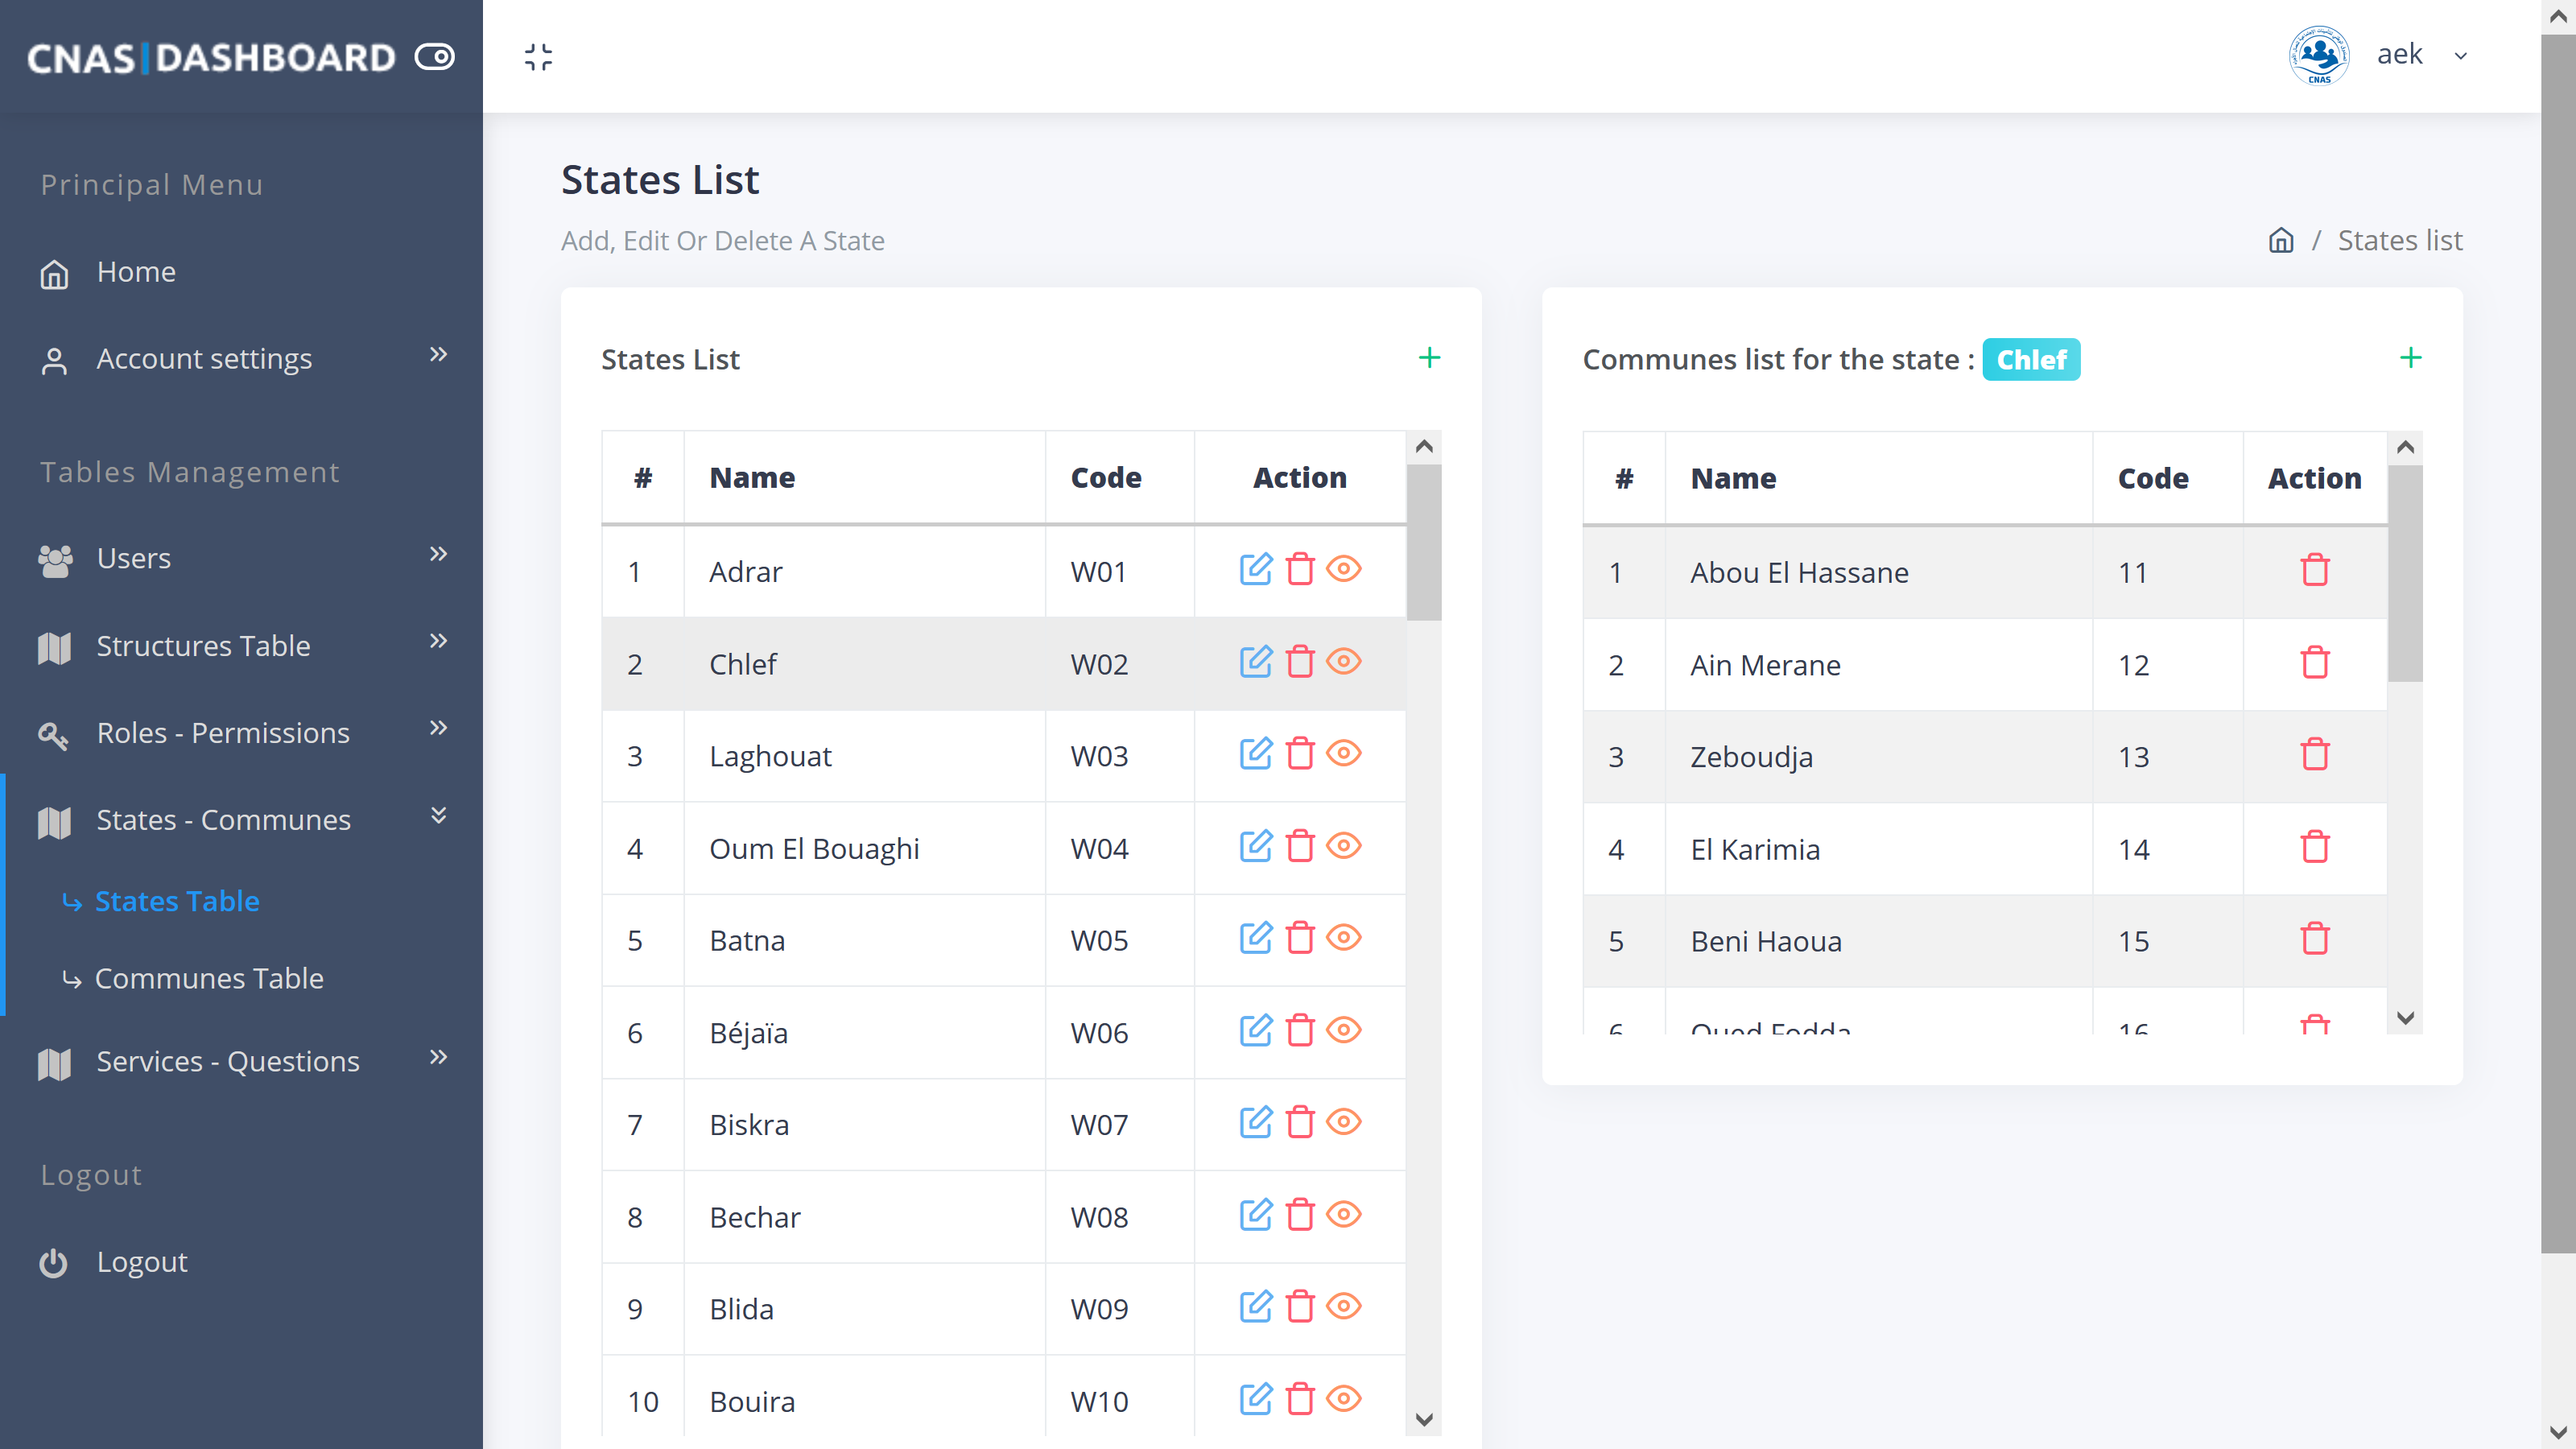 CNAS|DASHBOARD
aek
CNAS
Principal Menu
Home
Account settings
Tables Management
Users
Structures Table
Roles - Permissions
States - Communes
States Table
Communes Table
Services - Questions
Logout
Logout
States List
Add, Edit Or Delete A State
/ States list
States List
# Name Code Action
1 Adrar W01
2 Chlef W02
3 Laghouat W03
4 Oum El Bouaghi W04
5 Batna W05
6 Béjaïa W06
7 Biskra W07
8 Bechar W08
9 Blida W09
10 Bouira W10
Communes list for the state : Chlef
# Name Code Action
1 Abou El Hassane 11
2 Ain Merane 12
3 Zeboudja 13
4 El Karimia 14
5 Beni Haoua 15
6 Oued Fodda 16